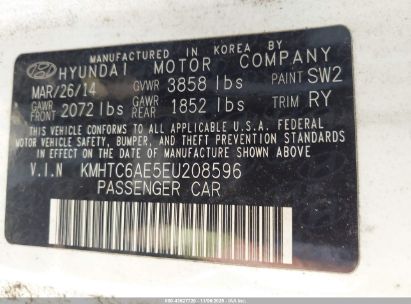 MANUFACTURED IN KOREA BY
HYUNDAI MOTOR COMPANY
MAR/26/14 GVWR 3858 lbs PAINT SW2
GAWR FRONT 2072 lbs GAWR REAR 1852 lbs TRIM RY
THIS VEHICLE CONFORMS TO ALL APPLICABLE U.S.A. FEDERAL
MOTOR VEHICLE SAFETY, BUMPER, AND THEFT PREVENTION STANDARDS
IN EFFECT ON THE DATE OF MANUFACTURE SHOWN ABOVE.
V.I.N KMHTC6AE5EU208596
PASSENGER CAR